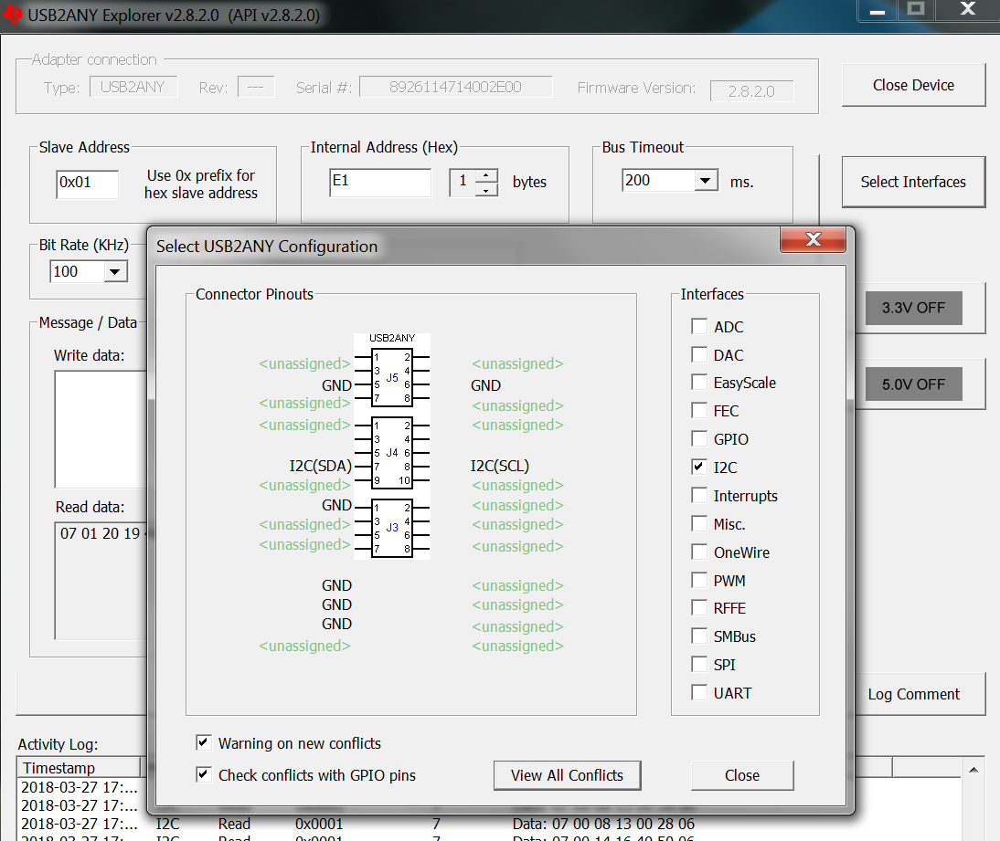 USB2ANY Explorer v2.8.2.0 (API v2.8.2.0)
Adapter connection
Type: USB2ANY Rev: --- Serial #: 8926114714002E00 Firmware Version: 2.8.2.0
Close Device
Slave Address
0x01
Use 0x prefix for
hex slave address
Internal Address (Hex)
E1 1 bytes
Bus Timeout
200 ms.
Select Interfaces
Bit Rate (KHz)
100
Message / Data
Write data:
Read data:
07 01 20 19
3.3V OFF
5.0V OFF
Log Comment
Select USB2ANY Configuration
Connector Pinouts
USB2ANY
<unassigned> 1 2 <unassigned>
3 J5 4
GND 5 6 GND
<unassigned> 7 8 <unassigned>
<unassigned> 1 2 <unassigned>
3 4
5 J4 6
I2C(SDA) 7 8 I2C(SCL)
<unassigned> 9 10 <unassigned>
GND 1 2 <unassigned>
<unassigned> 3 J3 4 <unassigned>
5 6
<unassigned> 7 8 <unassigned>
GND <unassigned>
GND <unassigned>
GND <unassigned>
<unassigned> <unassigned>
Interfaces
ADC
DAC
EasyScale
FEC
GPIO
I2C
Interrupts
Misc.
OneWire
PWM
RFFE
SMBus
SPI
UART
Warning on new conflicts
Check conflicts with GPIO pins
View All Conflicts
Close
Activity Log:
Timestamp
2018-03-27 17:...
2018-03-27 17:...
2018-03-27 17:... I2C Read 0x0001 7 Data: 07 00 08 13 00 28 06
2018-03-27 17:... I2C Read 0x0001 7 Data: 07 00 14 16 40 50 06